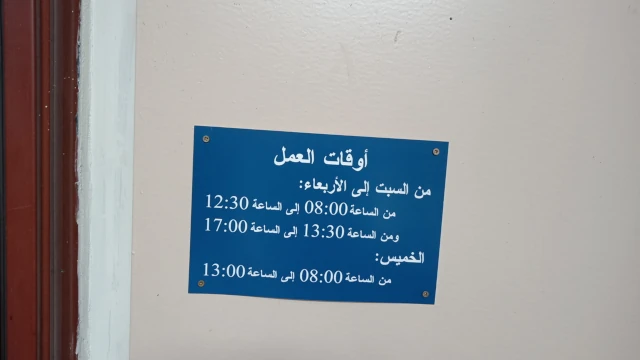 أوقات العمل
من السبت إلى الأربعاء:
من الساعة 08:00 إلى الساعة 12:30
ومن الساعة 13:30 إلى الساعة 17:00
الخميس:
من الساعة 08:00 إلى الساعة 13:00